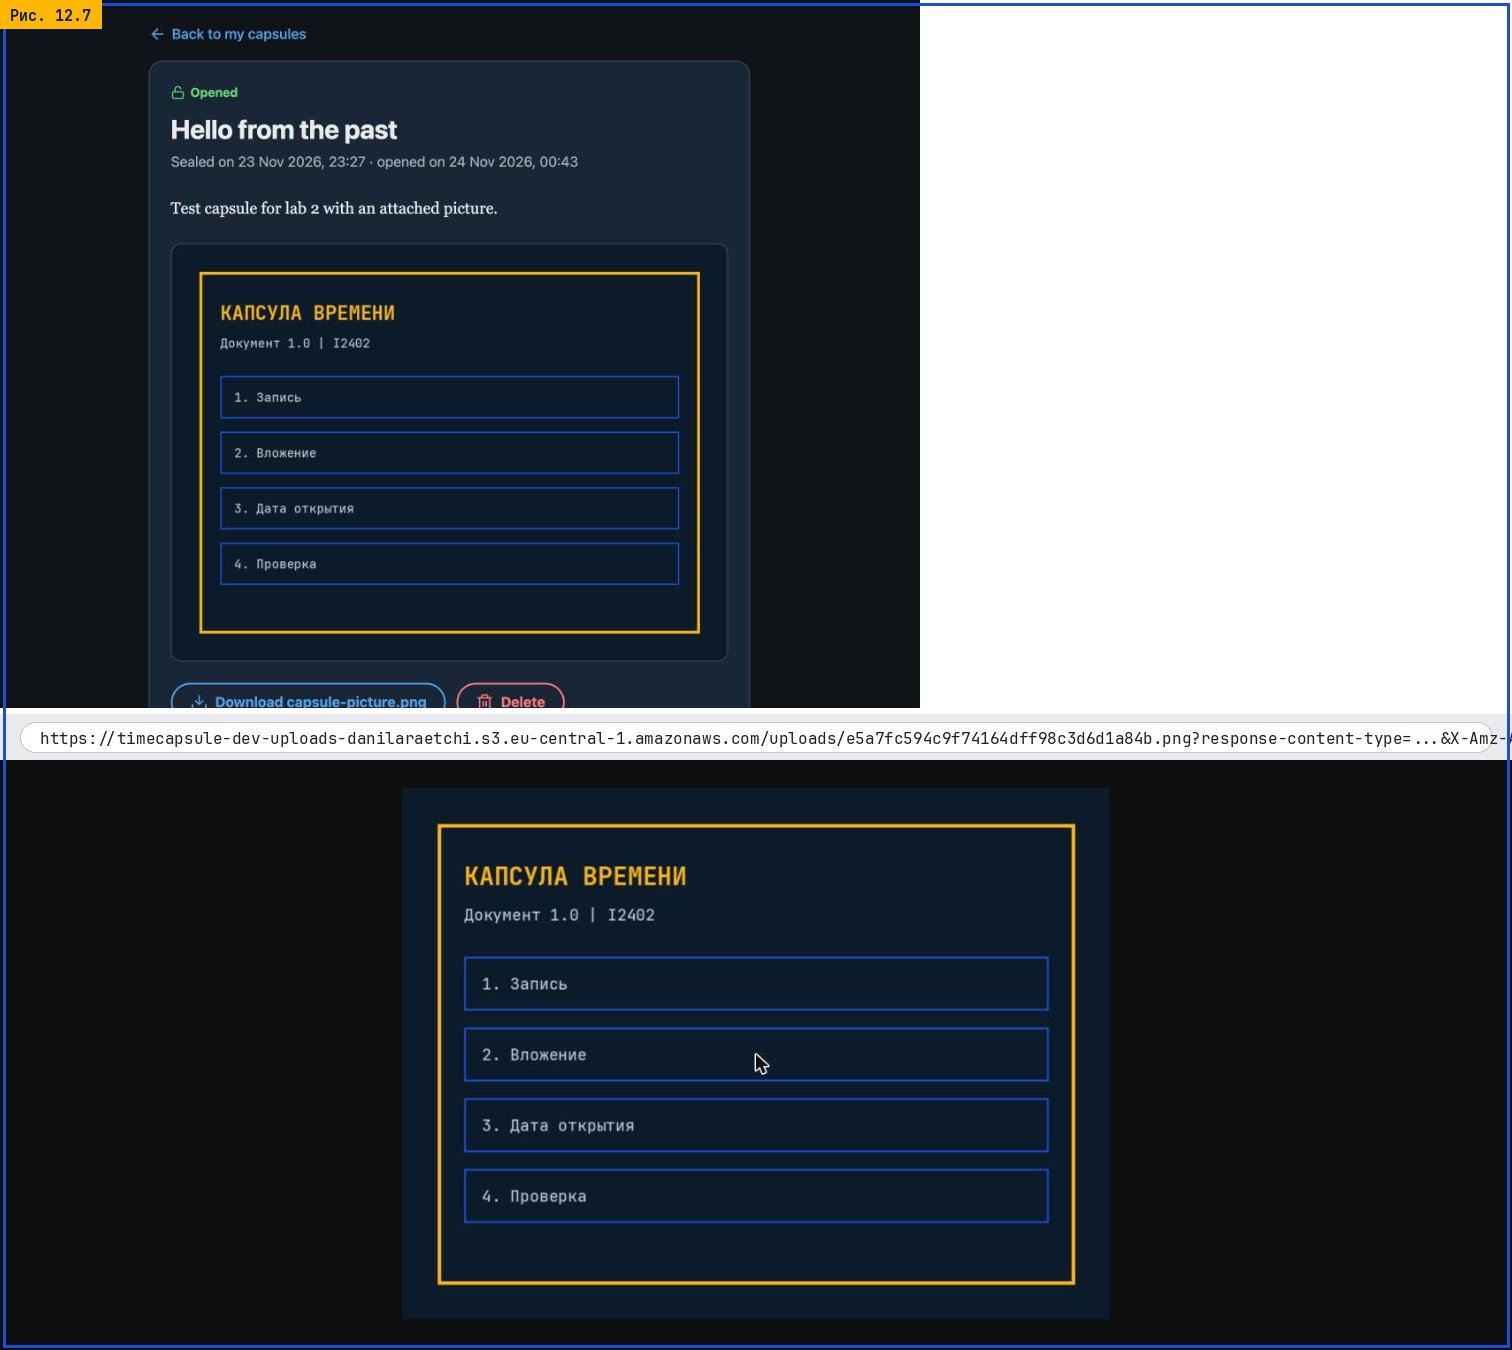 Рис. 12.7
Back to my capsules
Opened
Hello from the past
Sealed on 23 Nov 2026, 23:27 · opened on 24 Nov 2026, 00:43
Test capsule for lab 2 with an attached picture.
КАПСУЛА ВРЕМЕНИ
Документ 1.0 | I2402
1. Запись
2. Вложение
3. Дата открытия
4. Проверка
Download capsule-picture.png
Delete
https://timecapsule-dev-uploads-danilaraetchi.s3.eu-central-1.amazonaws.com/uploads/e5a7fc594c9f74164dff98c3d6d1a84b.png?response-content-type=...&X-Amz-
КАПСУЛА ВРЕМЕНИ
Документ 1.0 | I2402
1. Запись
2. Вложение
3. Дата открытия
4. Проверка